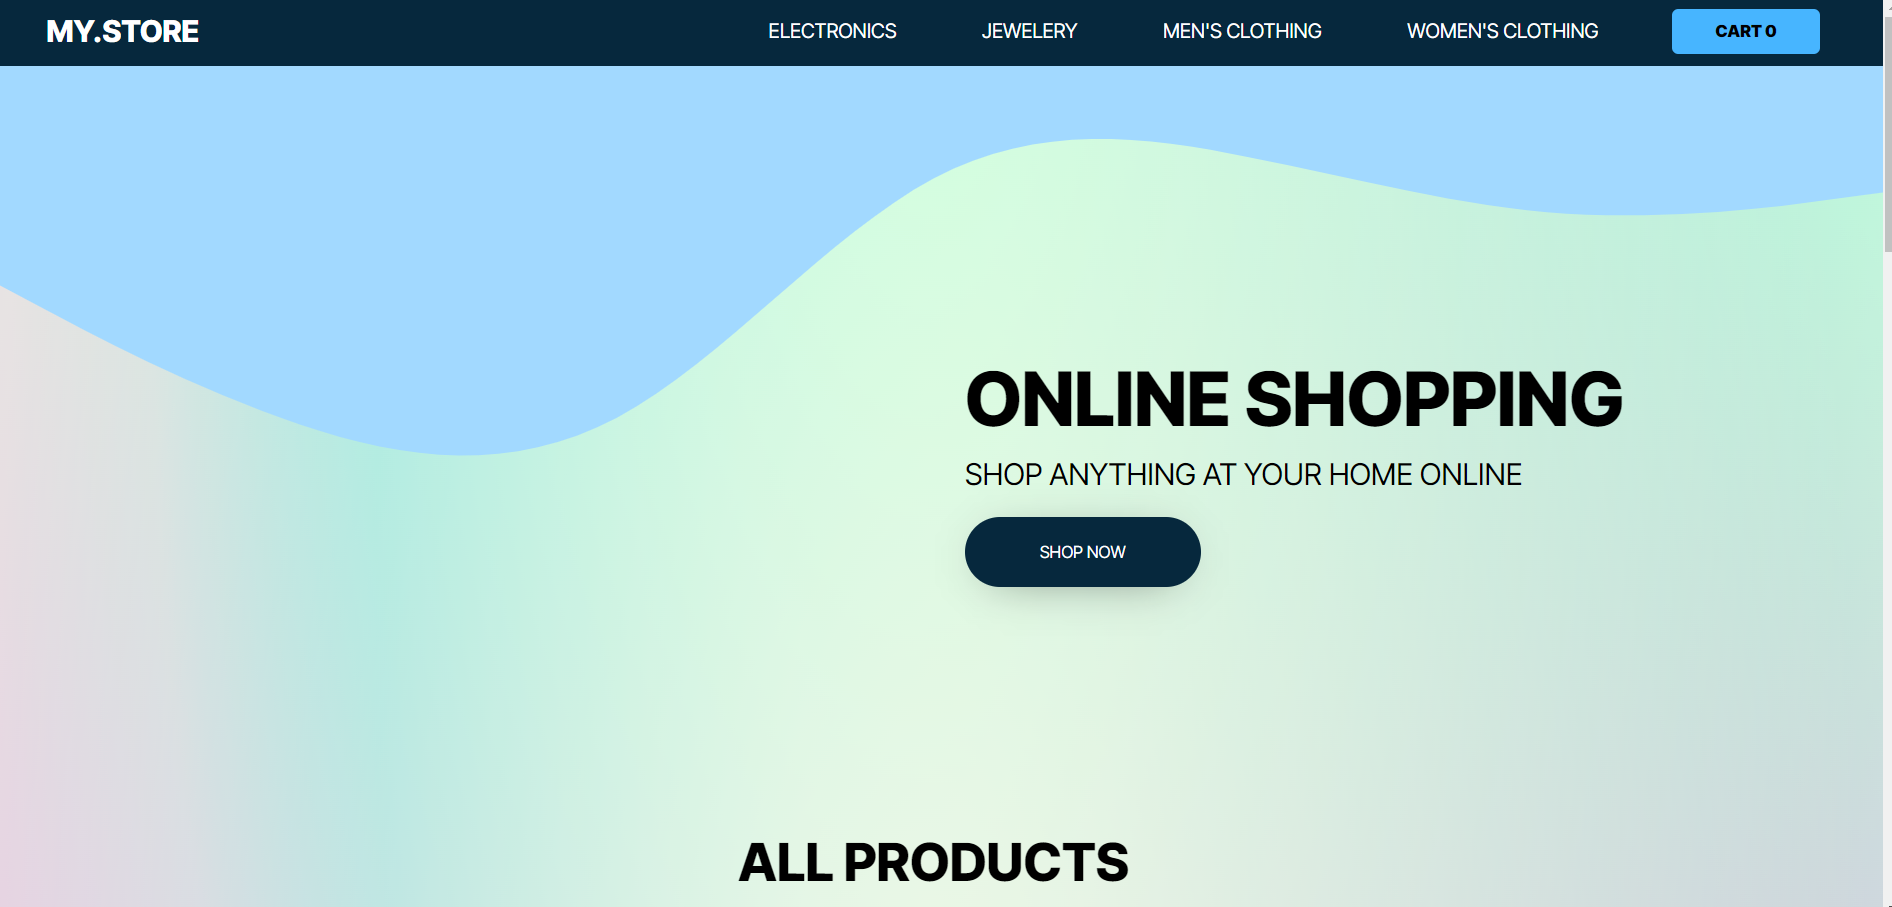 MY.STORE
ELECTRONICS
JEWELERY
MEN'S CLOTHING
WOMEN'S CLOTHING
CART 0
ONLINE SHOPPING
SHOP ANYTHING AT YOUR HOME ONLINE
SHOP NOW
ALL PRODUCTS